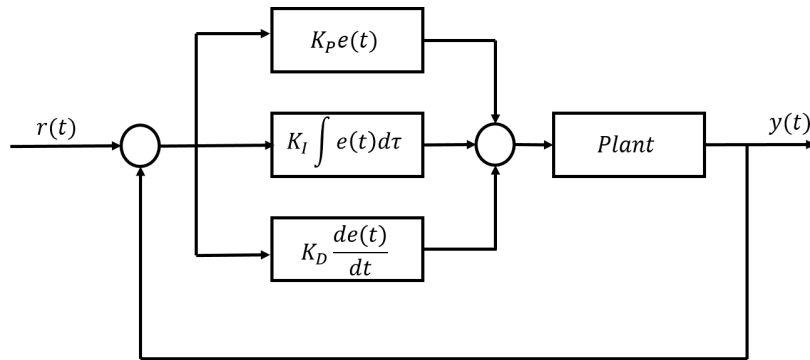 K_P e(t)
r(t)
K_I ∫ e(t)dτ
Plant
y(t)
K_D de(t)/dt